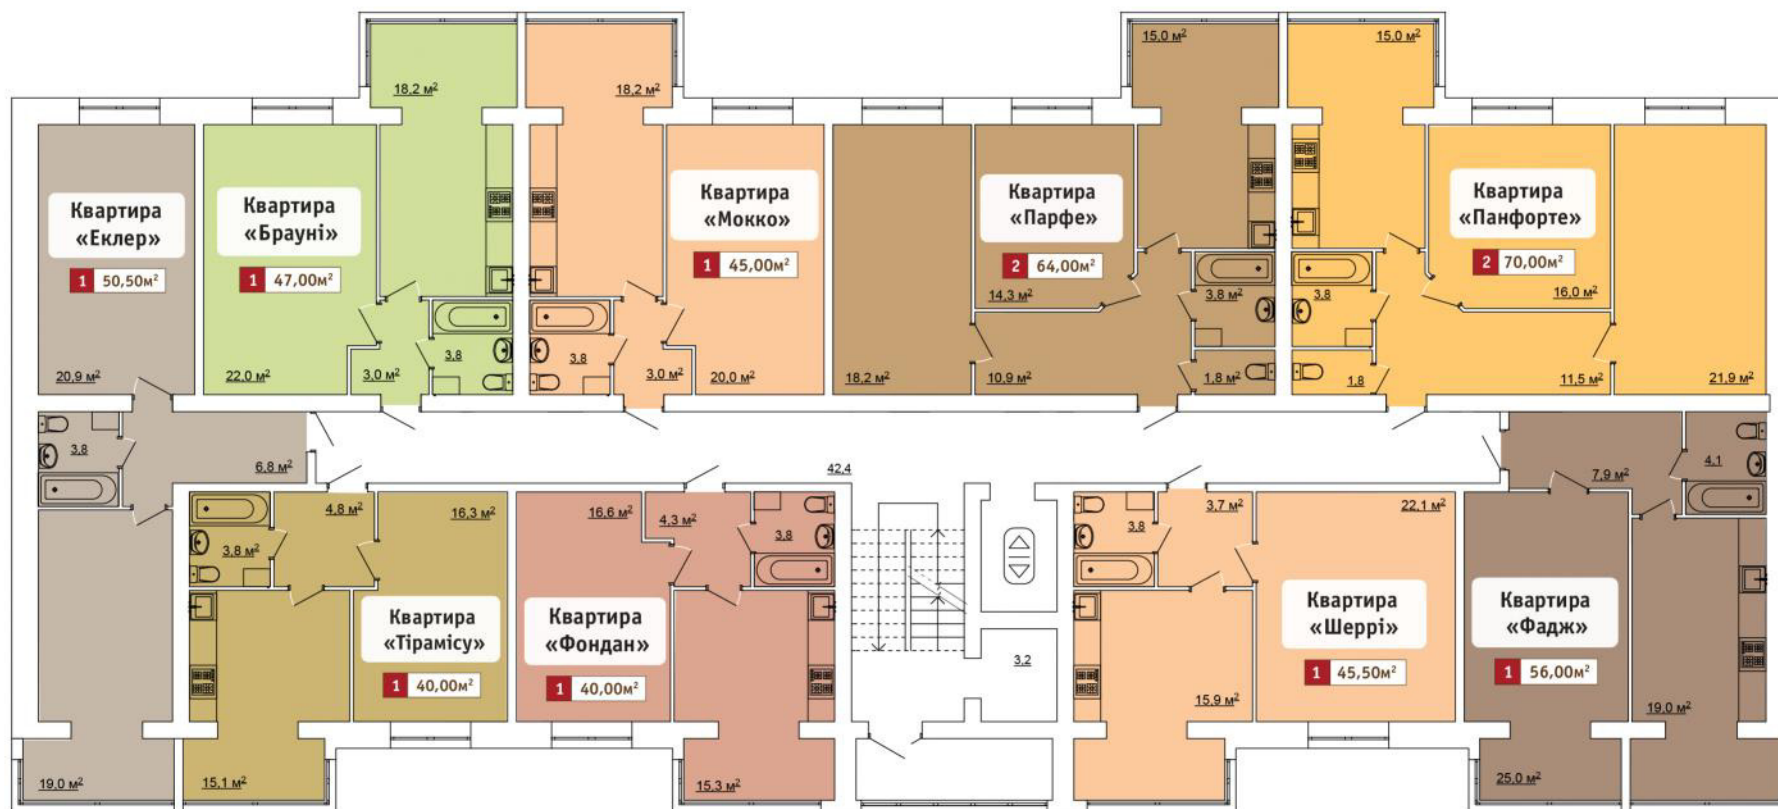 18,2 м²
18,2 м²
15,0 м²
15,0 м²
Квартира
«Еклер»
1 50,50м²
20,9 м²
Квартира
«Брауні»
1 47,00м²
22,0 м²
3,0 м²
3,8
3,8
3,0 м²
Квартира
«Мокко»
1 45,00м²
20,0 м²
18,2 м²
Квартира
«Парфе»
2 64,00м²
14,3 м²
10,9 м²
3,8 м²
1,8 м²
3,8
1,8
Квартира
«Панфорте»
2 70,00м²
16,0 м²
11,5 м²
21,9 м²
3,8
6,8 м²
42,4
7,9 м²
4,1
19,0 м²
3,8 м²
4,8 м²
16,3 м²
Квартира
«Тірамісу»
1 40,00м²
15,1 м²
16,6 м²
4,3 м²
3,8
Квартира
«Фондан»
1 40,00м²
15,3 м²
3,2
3,8
3,7 м²
22,1 м²
Квартира
«Шеррі»
1 45,50м²
15,9 м²
Квартира
«Фадж»
1 56,00м²
25,0 м²
19,0 м²